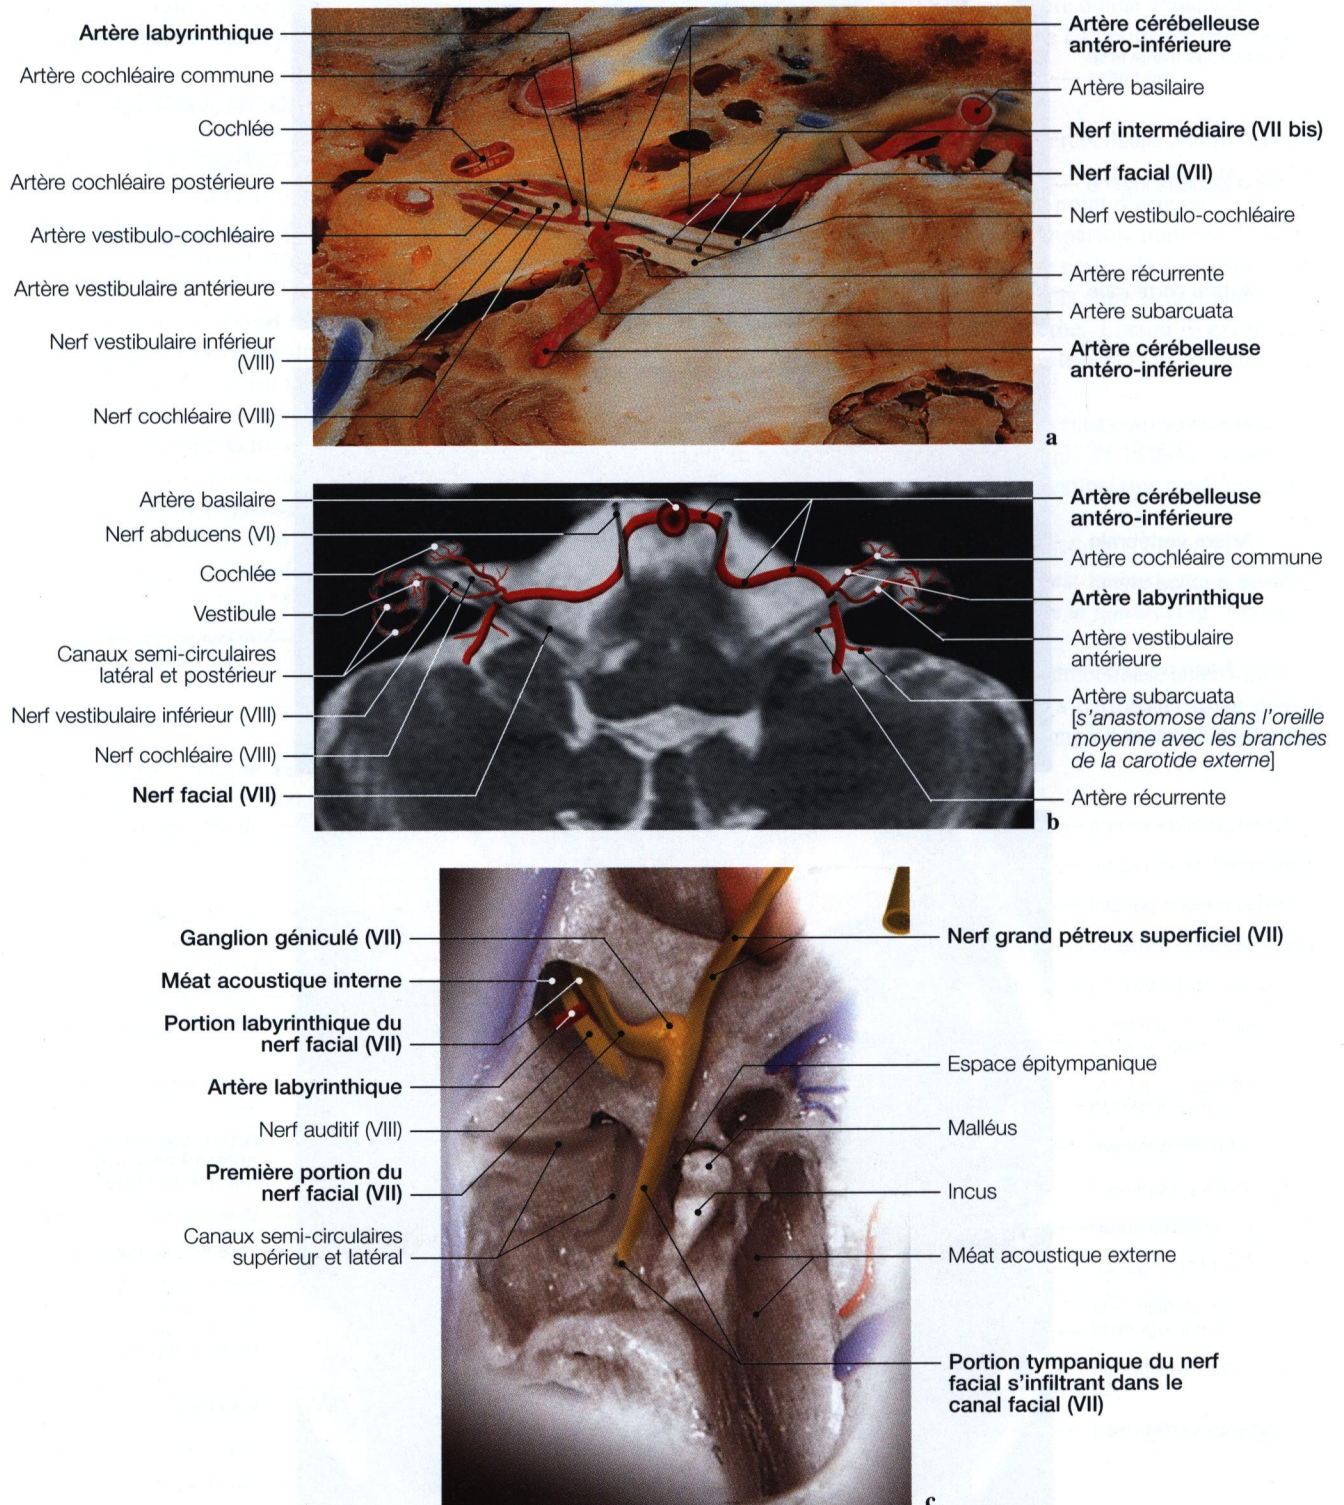 Artère labyrinthique
Artère cochléaire commune
Cochlée
Artère cochléaire postérieure
Artère vestibulo-cochléaire
Artère vestibulaire antérieure
Nerf vestibulaire inférieur
(VIII)
Nerf cochléaire (VIII)
Artère cérébelleuse
antéro-inférieure
Artère basilaire
Nerf intermédiaire (VII bis)
Nerf facial (VII)
Nerf vestibulo-cochléaire
Artère récurrente
Artère subarcuata
Artère cérébelleuse
antéro-inférieure
a
Artère basilaire
Nerf abducens (VI)
Cochlée
Vestibule
Canaux semi-circulaires
latéral et postérieur
Nerf vestibulaire inférieur (VIII)
Nerf cochléaire (VIII)
Nerf facial (VII)
Artère cérébelleuse
antéro-inférieure
Artère cochléaire commune
Artère labyrinthique
Artère vestibulaire
antérieure
Artère subarcuata
[s'anastomose dans l'oreille
moyenne avec les branches
de la carotide externe]
Artère récurrente
b
Ganglion géniculé (VII)
Méat acoustique interne
Portion labyrinthique du
nerf facial (VII)
Artère labyrinthique
Nerf auditif (VIII)
Première portion du
nerf facial (VII)
Canaux semi-circulaires
supérieur et latéral
Nerf grand pétreux superficiel (VII)
Espace épitympanique
Malléus
Incus
Méat acoustique externe
Portion tympanique du nerf
facial s'infiltrant dans le
canal facial (VII)
c